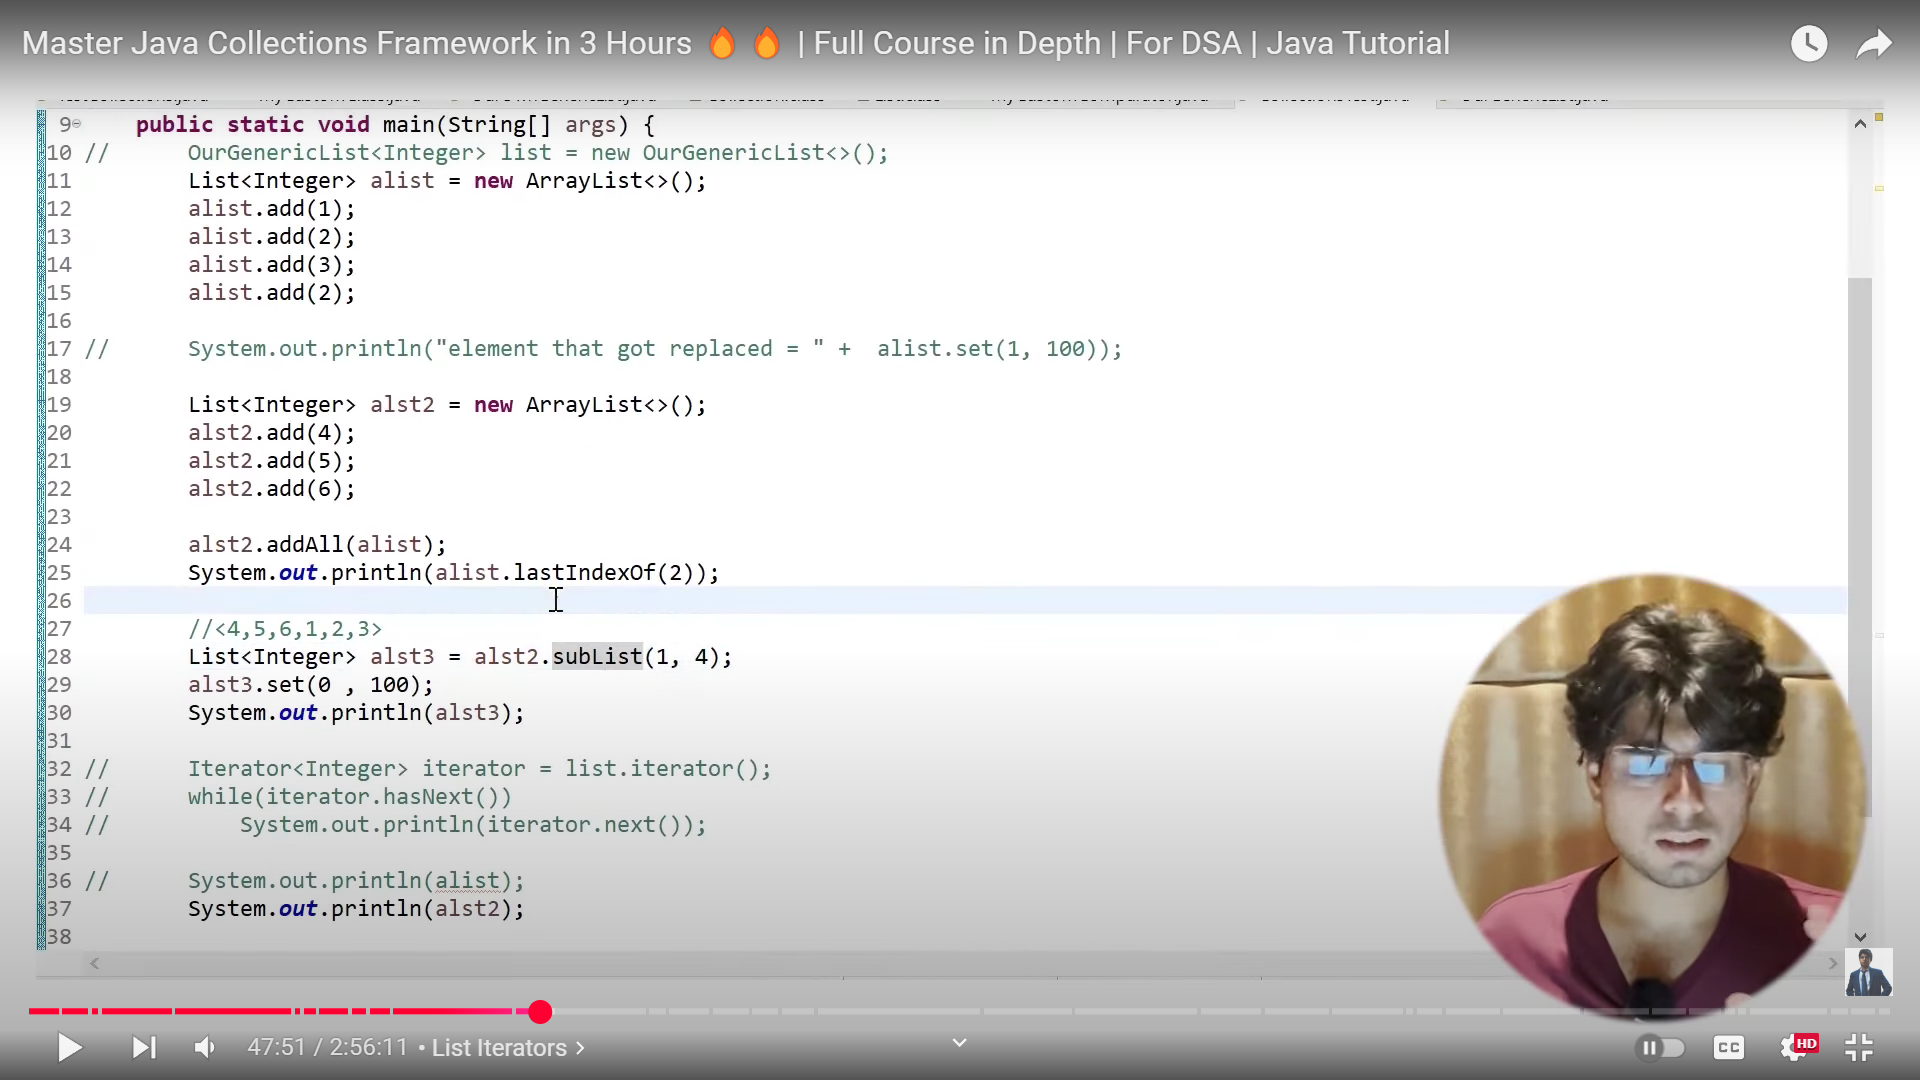 Master Java Collections Framework in 3 Hours 🔥 🔥 | Full Course in Depth | For DSA | Java Tutorial
9 public static void main(String[] args) {
10 // OurGenericList<Integer> list = new OurGenericList<>();
11 List<Integer> alist = new ArrayList<>();
12 alist.add(1);
13 alist.add(2);
14 alist.add(3);
15 alist.add(2);
16
17 // System.out.println("element that got replaced = " + alist.set(1, 100));
18
19 List<Integer> alst2 = new ArrayList<>();
20 alst2.add(4);
21 alst2.add(5);
22 alst2.add(6);
23
24 alst2.addAll(alist);
25 System.out.println(alist.lastIndexOf(2));
26
27 //<4,5,6,1,2,3>
28 List<Integer> alst3 = alst2.subList(1, 4);
29 alst3.set(0 , 100);
30 System.out.println(alst3);
31
32 // Iterator<Integer> iterator = list.iterator();
33 // while(iterator.hasNext())
34 // System.out.println(iterator.next());
35
36 // System.out.println(alist);
37 System.out.println(alst2);
38
47:51 / 2:56:11 • List Iterators >
CC
HD